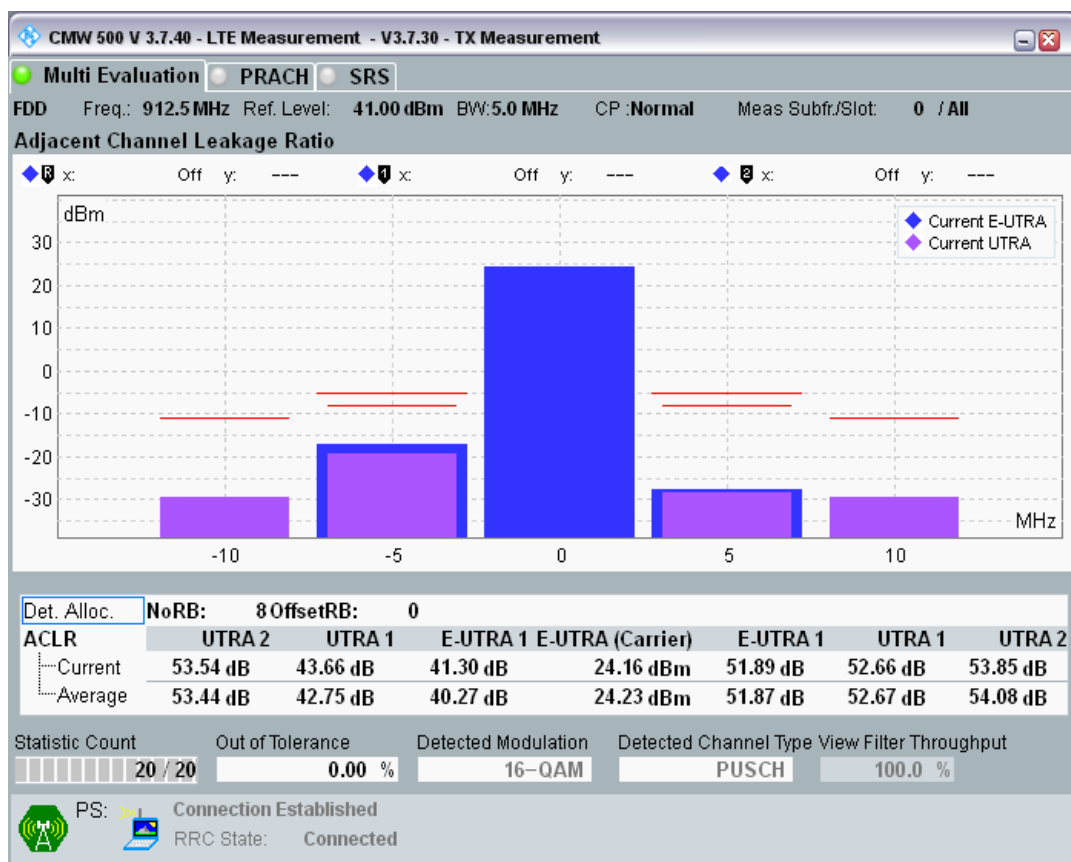 CMW 500 V 3.7.40 - LTE Measurement - V3.7.30 - TX Measurement
Multi Evaluation PRACH SRS
FDD Freq.: 912.5 MHz Ref. Level: 41.00 dBm BW:5.0 MHz CP :Normal Meas Subfr./Slot: 0 / All
Adjacent Channel Leakage Ratio
R x: Off y: --- 1 x: Off y: --- 2 x: Off y: ---
dBm
Current E-UTRA
Current UTRA
30
20
10
0
-10
-20
-30
MHz
-10 -5 0 5 10
Det. Alloc. NoRB: 8 OffsetRB: 0
ACLR UTRA 2 UTRA 1 E-UTRA 1 E-UTRA (Carrier) E-UTRA 1 UTRA 1 UTRA 2
Current 53.54 dB 43.66 dB 41.30 dB 24.16 dBm 51.89 dB 52.66 dB 53.85 dB
Average 53.44 dB 42.75 dB 40.27 dB 24.23 dBm 51.87 dB 52.67 dB 54.08 dB
Statistic Count Out of Tolerance Detected Modulation Detected Channel Type View Filter Throughput
20 / 20 0.00 % 16-QAM PUSCH 100.0 %
PS: Connection Established
RRC State: Connected